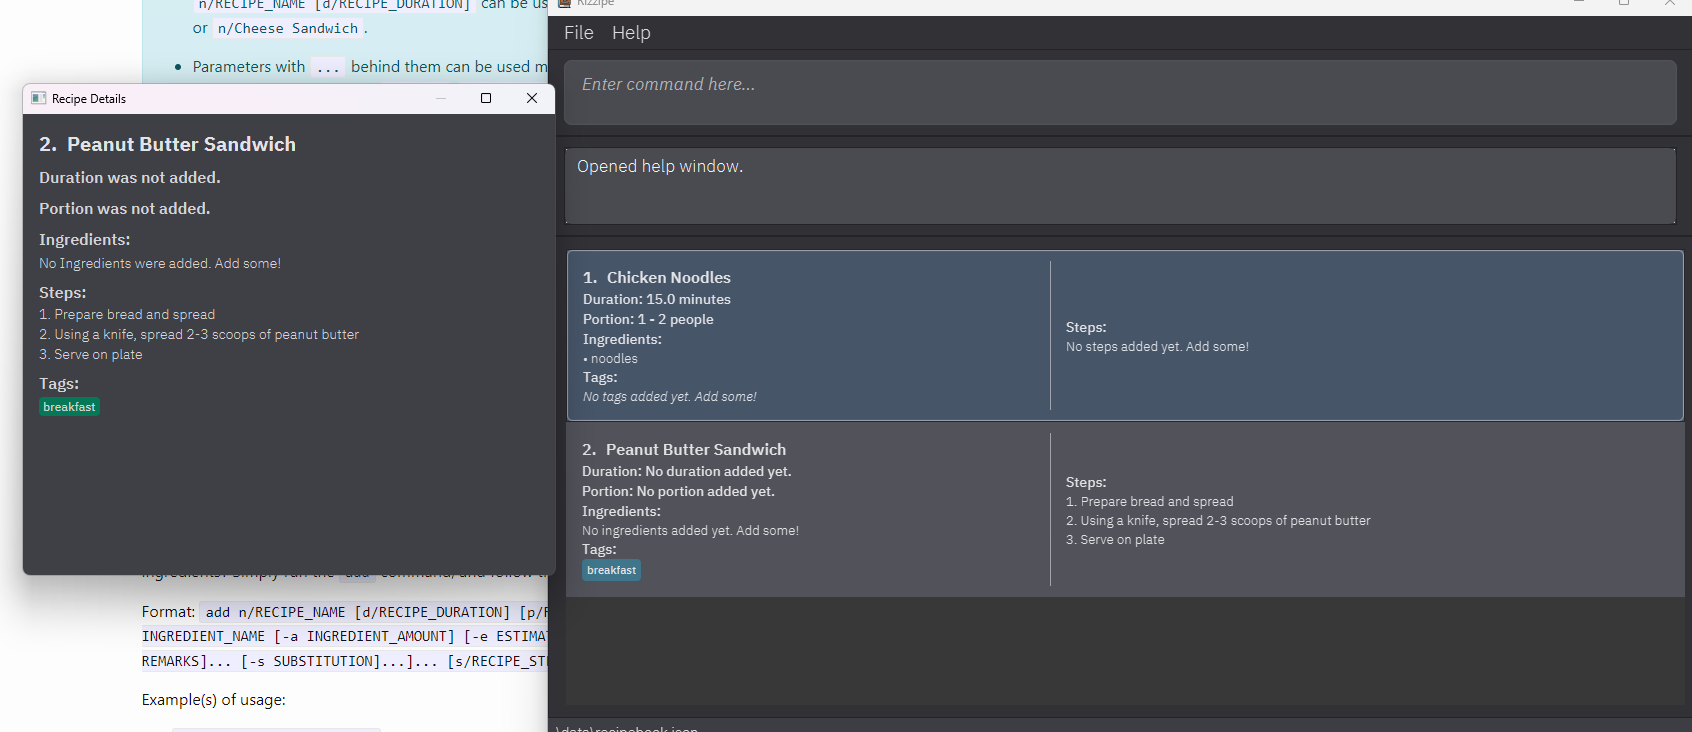 n/RECIPE_NAME [d/RECIPE_DURATION] can be us
or n/Cheese Sandwich .
• Parameters with ... behind them can be used m
Recipe Details
2. Peanut Butter Sandwich
Duration was not added.
Portion was not added.
Ingredients:
No Ingredients were added. Add some!
Steps:
1. Prepare bread and spread
2. Using a knife, spread 2-3 scoops of peanut butter
3. Serve on plate
Tags:
breakfast
Format: add n/RECIPE_NAME [d/RECIPE_DURATION] [p/
INGREDIENT_NAME [-a INGREDIENT_AMOUNT] [-e ESTIMAT
REMARKS]... [-s SUBSTITUTION]...]... [s/RECIPE_STE
Example(s) of usage:
Rizzipe
File Help
Enter command here...
Opened help window.
1. Chicken Noodles
Duration: 15.0 minutes
Portion: 1 - 2 people
Ingredients:
• noodles
Tags:
No tags added yet. Add some!
Steps:
No steps added yet. Add some!
2. Peanut Butter Sandwich
Duration: No duration added yet.
Portion: No portion added yet.
Ingredients:
No ingredients added yet. Add some!
Tags:
breakfast
Steps:
1. Prepare bread and spread
2. Using a knife, spread 2-3 scoops of peanut butter
3. Serve on plate
\data\recipebook.json